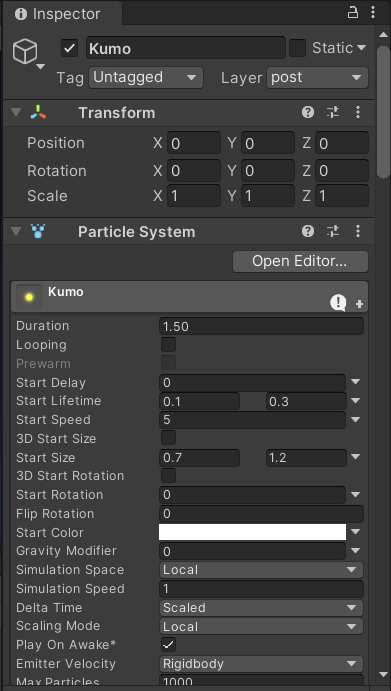 Inspector
Kumo Static
Tag Untagged Layer post
Transform
Position X 0 Y 0 Z 0
Rotation X 0 Y 0 Z 0
Scale X 1 Y 1 Z 1
Particle System
Open Editor...
Kumo
Duration 1.50
Looping
Prewarm
Start Delay 0
Start Lifetime 0.1 0.3
Start Speed 5
3D Start Size
Start Size 0.7 1.2
3D Start Rotation
Start Rotation 0
Flip Rotation 0
Start Color
Gravity Modifier 0
Simulation Space Local
Simulation Speed 1
Delta Time Scaled
Scaling Mode Local
Play On Awake*
Emitter Velocity Rigidbody
Max Particles 1000